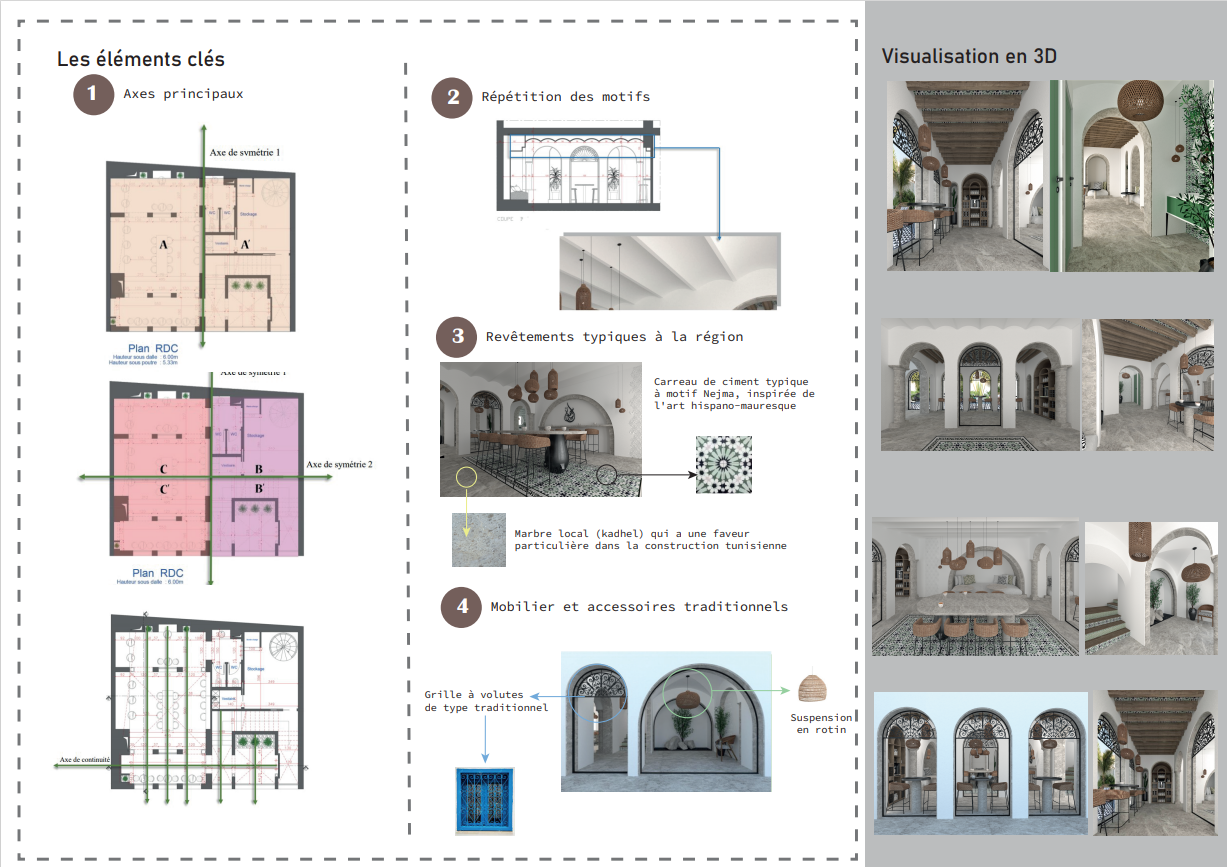 Les éléments clés
1
Axes principaux
Axe de symétrie 1
WC
WC
Stockage
A
A'
Plan RDC
Hauteur sous dalle : 6.00m
Hauteur sous poutre : 5.33m
Axe de symétrie 1
Stockage
C
B
Axe de symétrie 2
C'
B'
Plan RDC
Hauteur sous dalle : 6.00m
WC
WC
Stockage
Axe de continuité
2
Répétition des motifs
COUPE
3
Revêtements typiques à la région
Carreau de ciment typique
à motif Nejma, inspirée de
l'art hispano-mauresque
Marbre local (kadhel) qui a une faveur
particulière dans la construction tunisienne
4
Mobilier et accessoires traditionnels
Grille à volutes
de type traditionnel
Suspension
en rotin
Visualisation en 3D